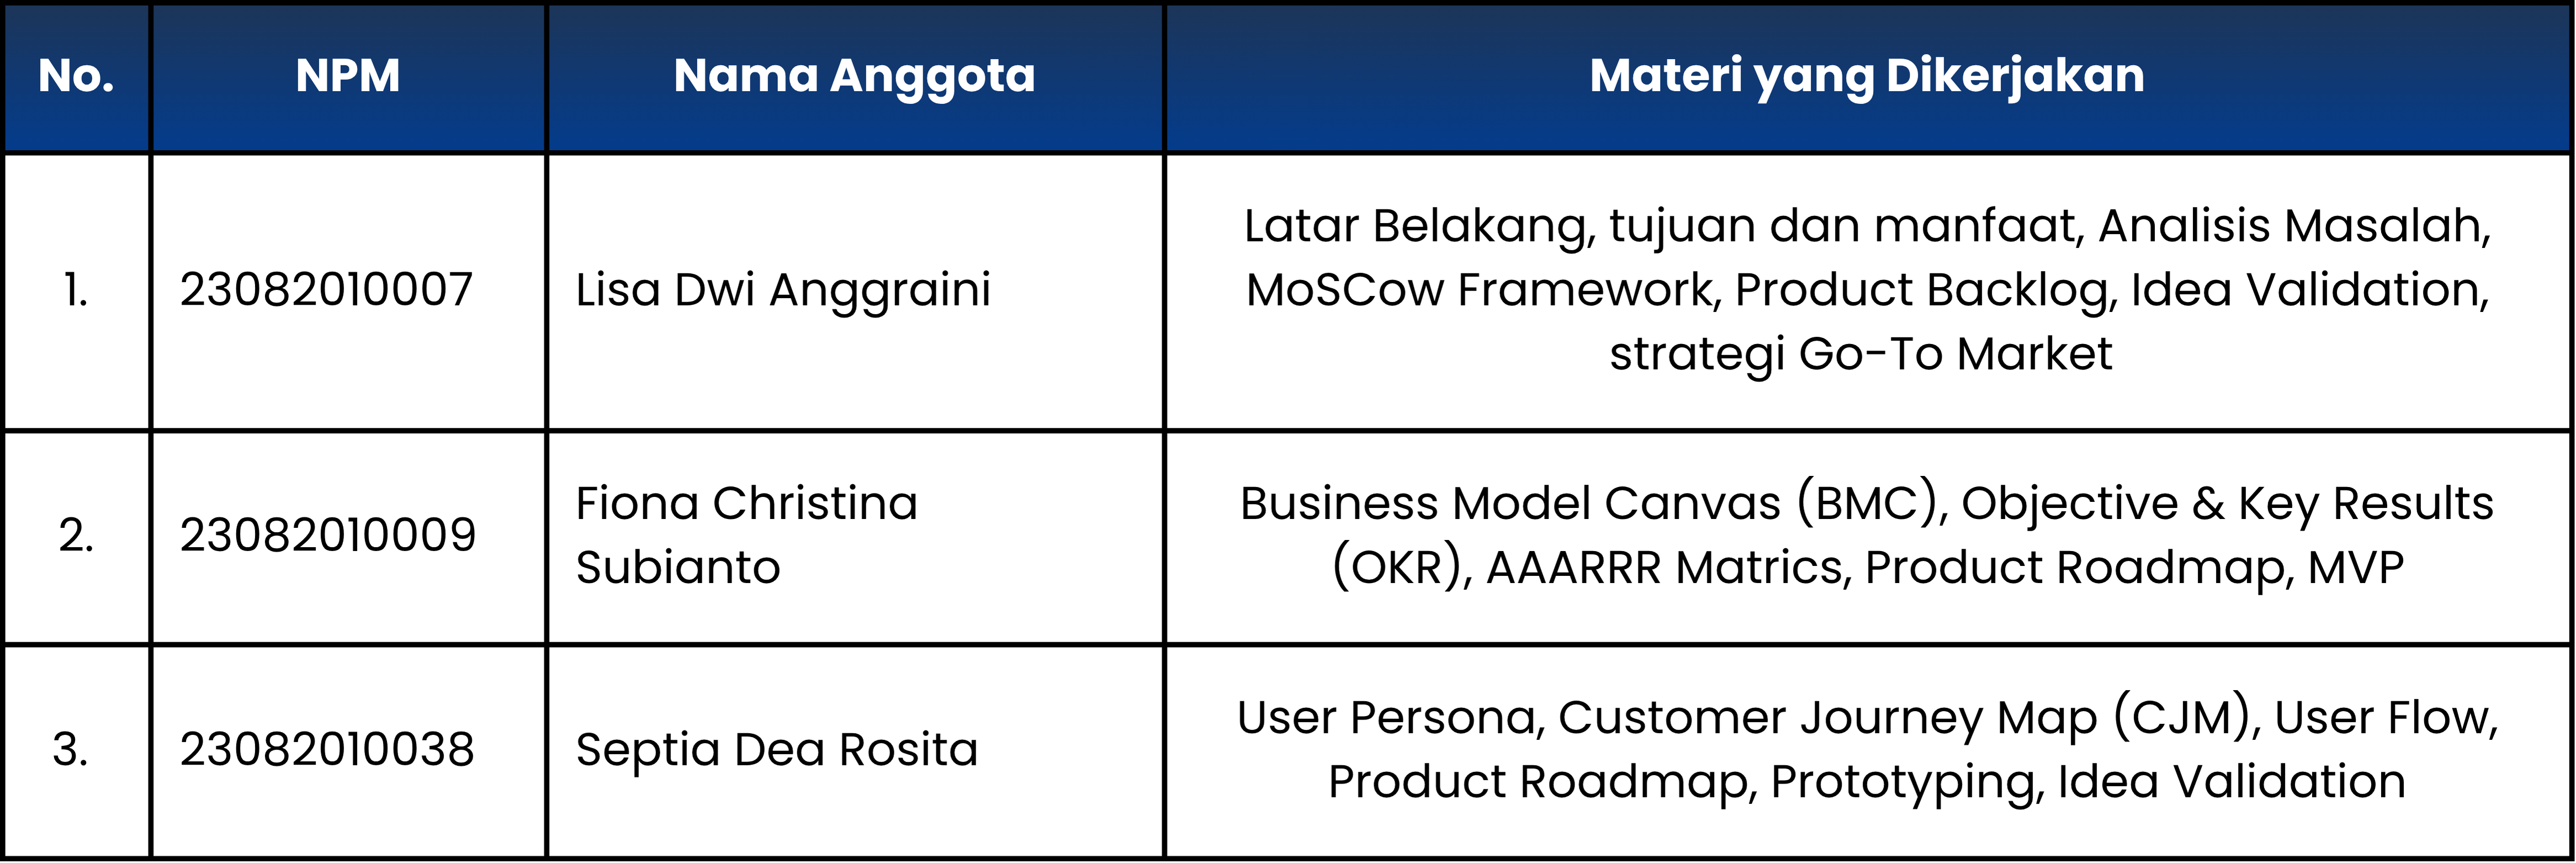 No.
NPM
Nama Anggota
Materi yang Dikerjakan
1.
23082010007
Lisa Dwi Anggraini
Latar Belakang, tujuan dan manfaat, Analisis Masalah,
MoSCow Framework, Product Backlog, Idea Validation,
strategi Go-To Market
2.
23082010009
Fiona Christina
Subianto
Business Model Canvas (BMC), Objective & Key Results
(OKR), AAARRR Matrics, Product Roadmap, MVP
3.
23082010038
Septia Dea Rosita
User Persona, Customer Journey Map (CJM), User Flow,
Product Roadmap, Prototyping, Idea Validation